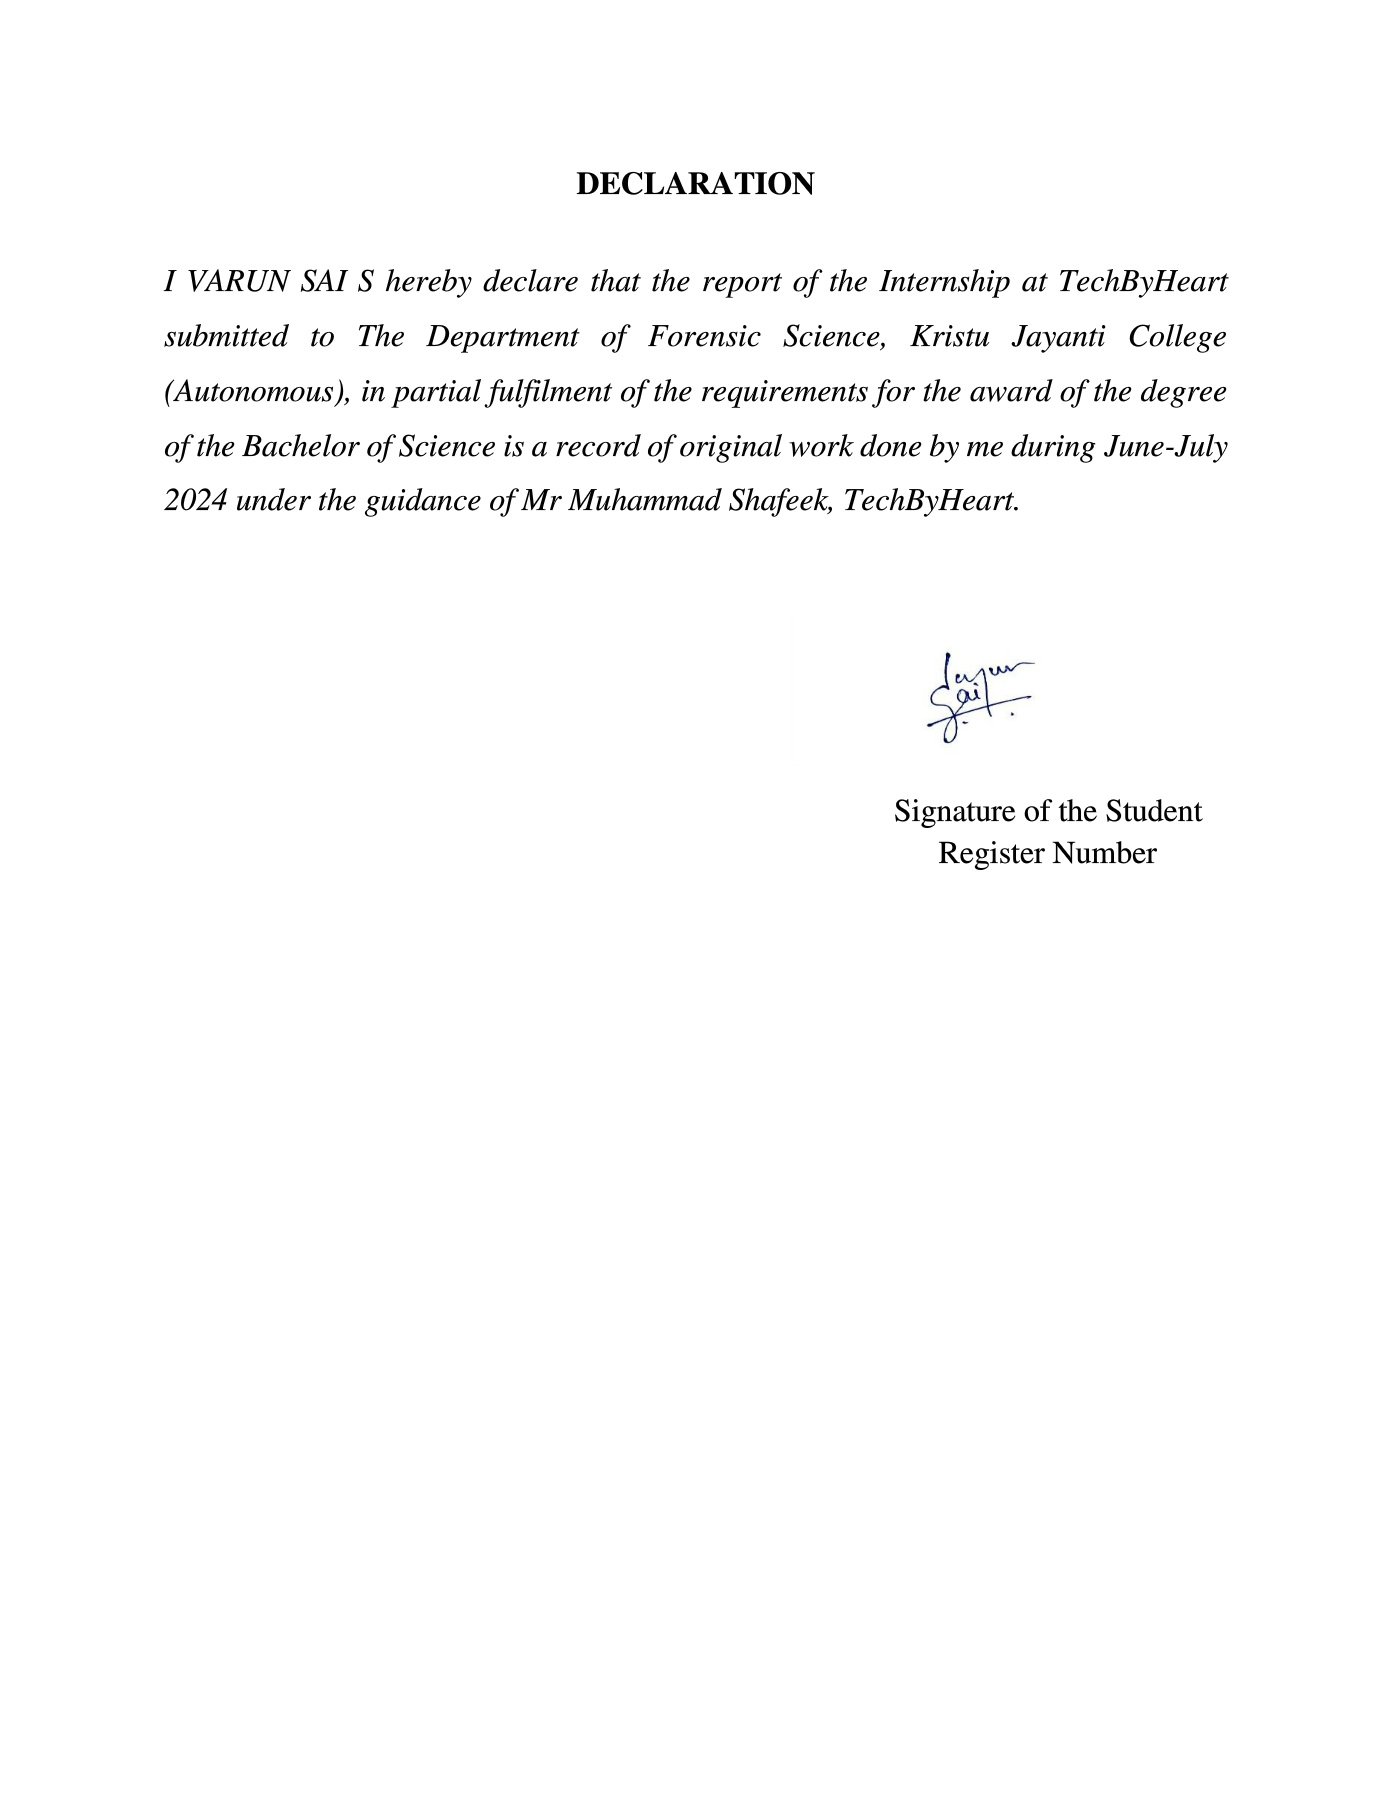 DECLARATION
I VARUN SAI S hereby declare that the report of the Internship at TechByHeart
submitted to The Department of Forensic Science, Kristu Jayanti College
(Autonomous), in partial fulfilment of the requirements for the award of the degree
of the Bachelor of Science is a record of original work done by me during June-July
2024 under the guidance of Mr Muhammad Shafeek, TechByHeart.
Sai
Signature of the Student
Register Number